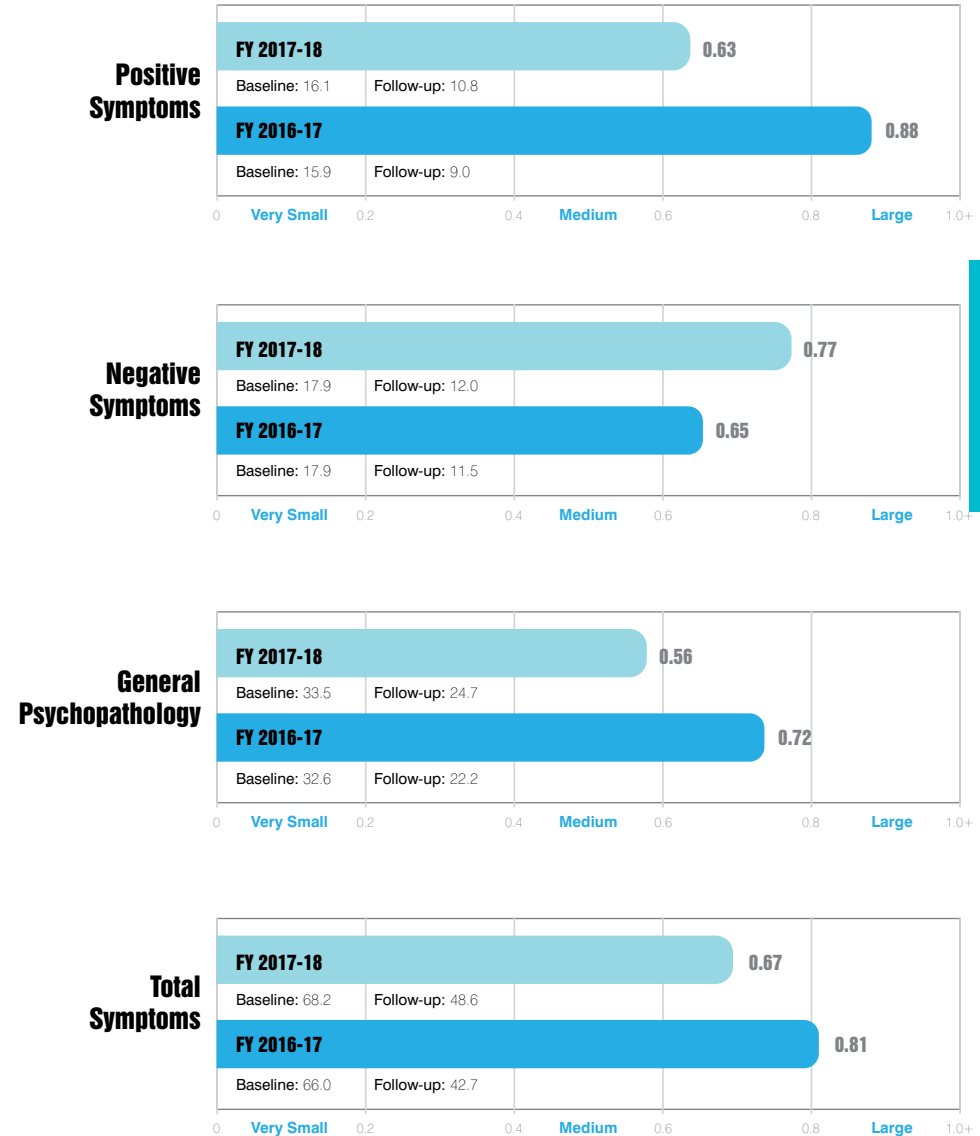 Positive
Symptoms
FY 2017-18
0.63
Baseline: 16.1 Follow-up: 10.8
FY 2016-17
0.88
Baseline: 15.9 Follow-up: 9.0
0 Very Small 0.2 0.4 Medium 0.6 0.8 Large 1.0+
Negative
Symptoms
FY 2017-18
0.77
Baseline: 17.9 Follow-up: 12.0
FY 2016-17
0.65
Baseline: 17.9 Follow-up: 11.5
0 Very Small 0.2 0.4 Medium 0.6 0.8 Large 1.0+
General
Psychopathology
FY 2017-18
0.56
Baseline: 33.5 Follow-up: 24.7
FY 2016-17
0.72
Baseline: 32.6 Follow-up: 22.2
0 Very Small 0.2 0.4 Medium 0.6 0.8 Large 1.0+
Total
Symptoms
FY 2017-18
0.67
Baseline: 68.2 Follow-up: 48.6
FY 2016-17
0.81
Baseline: 66.0 Follow-up: 42.7
0 Very Small 0.2 0.4 Medium 0.6 0.8 Large 1.0+